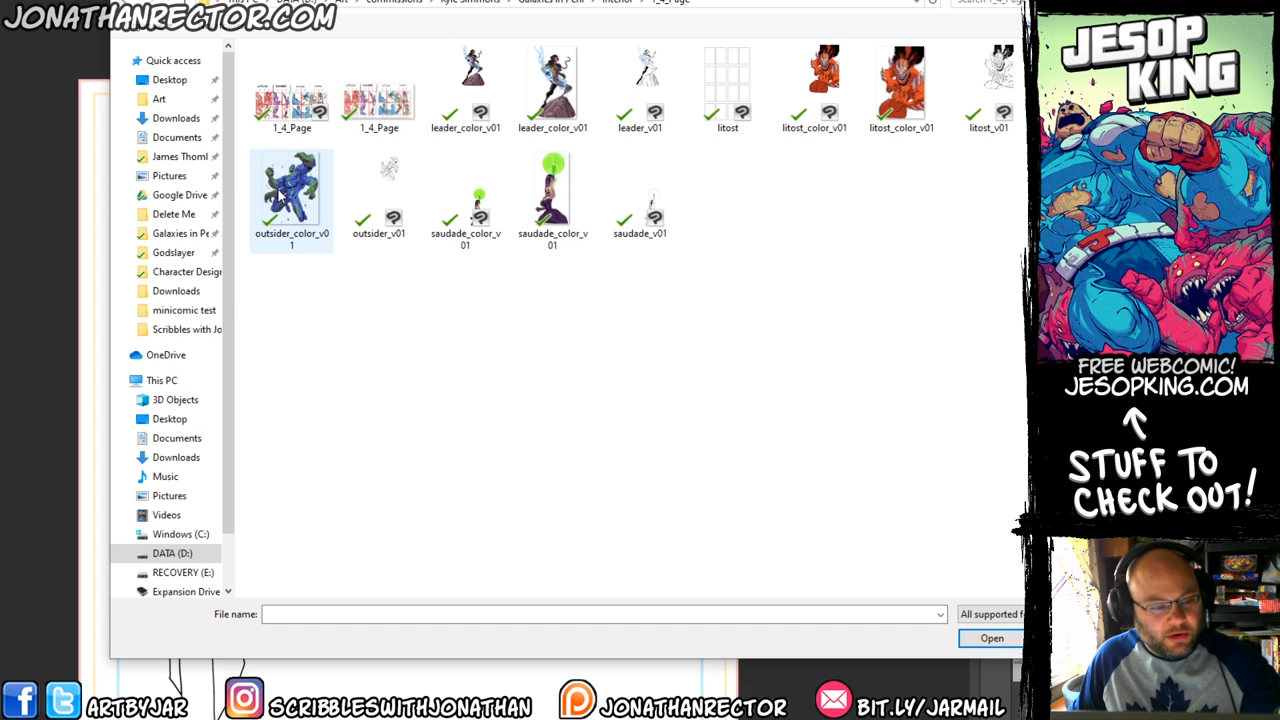 JONATHANRECTOR.COM
Quick access
Desktop
Art
Downloads
Documents
James Thoml
Pictures
Google Drive
Delete Me
Galaxies in Pe
Godslayer
Character Design
Downloads
minicomic test
Scribbles with Jo
OneDrive
This PC
3D Objects
Desktop
Documents
Downloads
Music
Pictures
Videos
Windows (C:)
DATA (D:)
RECOVERY (E:)
Expansion Drive
1_4_Page
1_4_Page
leader_color_v01
leader_color_v01
leader_v01
litost
litost_color_v01
litost_color_v01
litost_v01
outsider_color_v0
1
outsider_v01
saudade_color_v
01
saudade_color_v
01
saudade_v01
File name:
All supported f
Open
JESOP
KING
FREE WEBCOMIC!
JESOPKING.COM
STUFF TO
CHECK OUT!
ARTBYJAR
SCRIBBLESWITHJONATHAN
JONATHANRECTOR
BIT.LY/JARMAIL